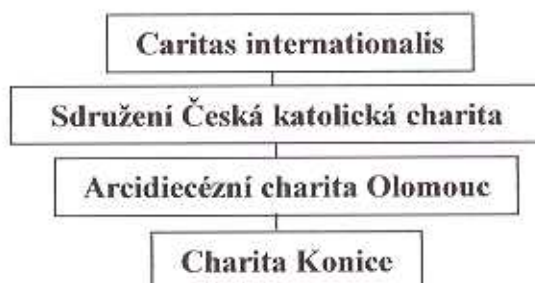 Caritas internationalis
Sdružení Česká katolická charita
Arcidiecézní charita Olomouc
Charita Konice